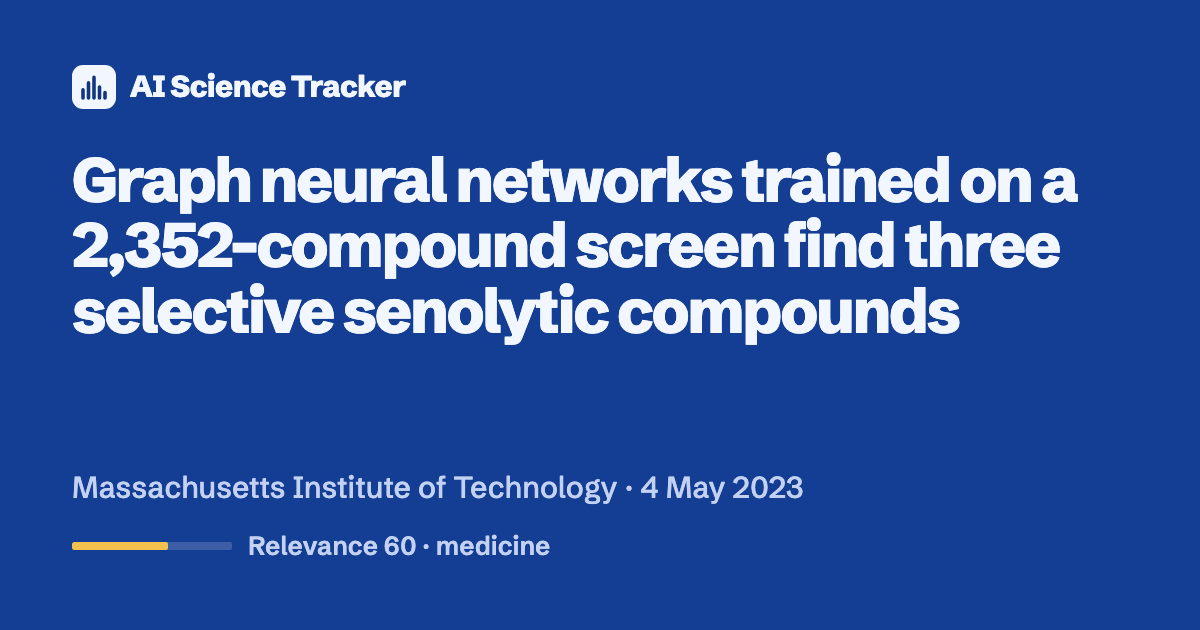 AI Science Tracker
Graph neural networks trained on a
2,352-compound screen find three
selective senolytic compounds
Massachusetts Institute of Technology · 4 May 2023
Relevance 60 · medicine